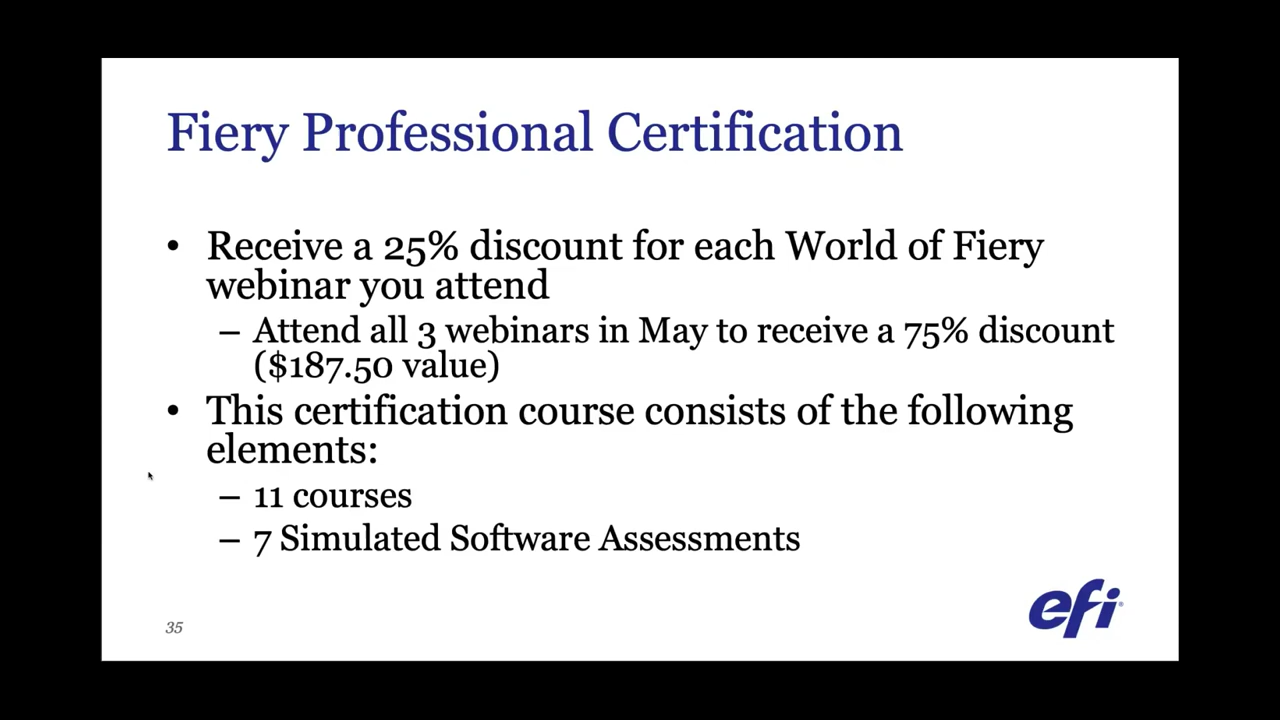 Fiery Professional Certification
• Receive a 25% discount for each World of Fiery
webinar you attend
– Attend all 3 webinars in May to receive a 75% discount
($187.50 value)
• This certification course consists of the following
elements:
– 11 courses
– 7 Simulated Software Assessments
35
efi